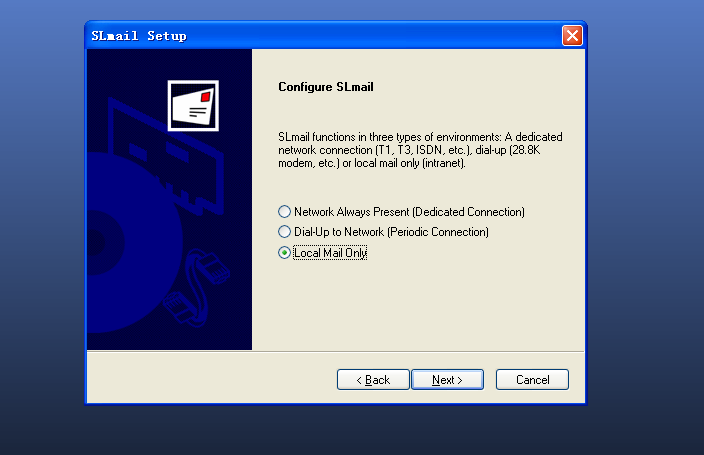 SLmail Setup
Configure SLmail
SLmail functions in three types of environments: A dedicated
network connection (T1, T3, ISDN, etc.), dial-up (28.8K
modem, etc.) or local mail only (intranet).
Network Always Present (Dedicated Connection)
Dial-Up to Network (Periodic Connection)
Local Mail Only
< Back
Next >
Cancel